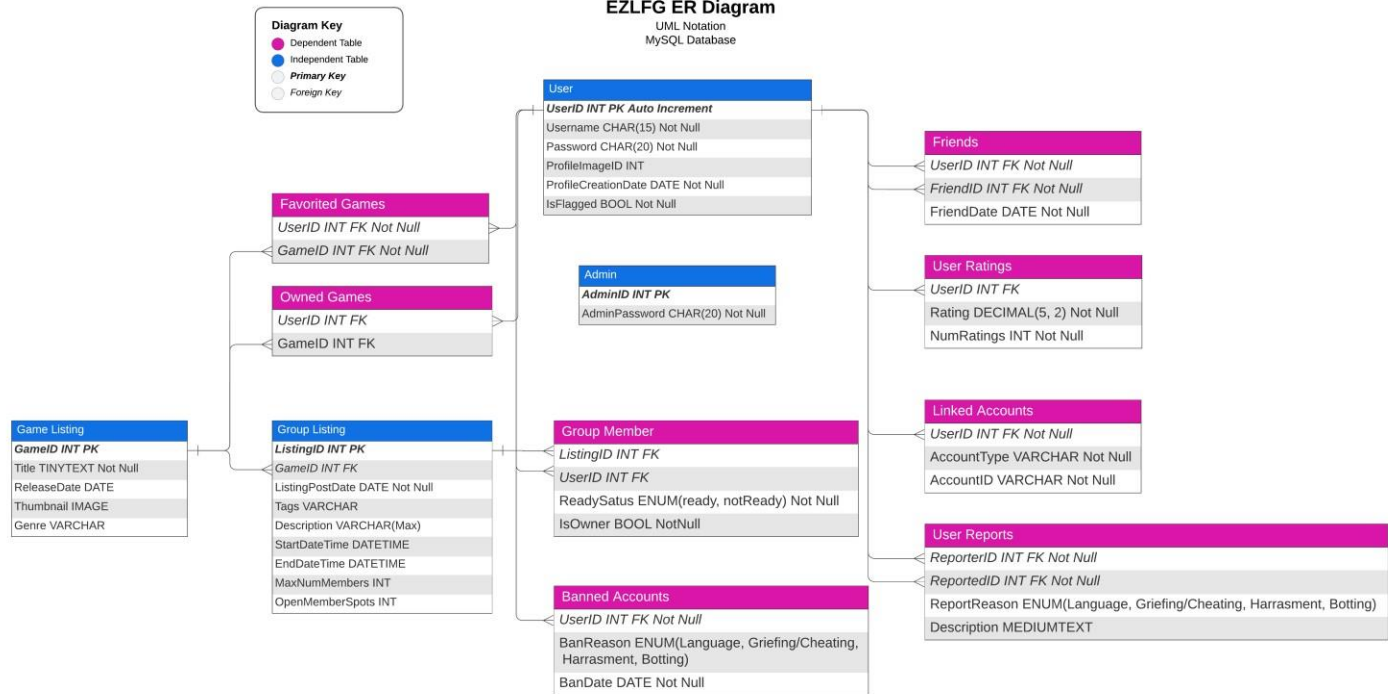 EZLFG ER Diagram
UML Notation
MySQL Database
Diagram Key
Dependent Table
Independent Table
Primary Key
Foreign Key
User
UserID INT PK Auto Increment
Username CHAR(15) Not Null
Password CHAR(20) Not Null
ProfileImageID INT
ProfileCreationDate DATE Not Null
IsFlagged BOOL Not Null
Friends
UserID INT FK Not Null
FriendID INT FK Not Null
FriendDate DATE Not Null
Favorited Games
UserID INT FK Not Null
GameID INT FK Not Null
User Ratings
UserID INT FK
Rating DECIMAL(5, 2) Not Null
NumRatings INT Not Null
Admin
AdminID INT PK
AdminPassword CHAR(20) Not Null
Owned Games
UserID INT FK
GameID INT FK
Linked Accounts
UserID INT FK Not Null
AccountType VARCHAR Not Null
AccountID VARCHAR Not Null
Game Listing
GameID INT PK
Title TINYTEXT Not Null
ReleaseDate DATE
Thumbnail IMAGE
Genre VARCHAR
Group Listing
ListingID INT PK
GameID INT FK
ListingPostDate DATE Not Null
Tags VARCHAR
Description VARCHAR(Max)
StartDateTime DATETIME
EndDateTime DATETIME
MaxNumMembers INT
OpenMemberSpots INT
Group Member
ListingID INT FK
UserID INT FK
ReadySatus ENUM(ready, notReady) Not Null
IsOwner BOOL NotNull
User Reports
ReporterID INT FK Not Null
ReportedID INT FK Not Null
ReportReason ENUM(Language, Griefing/Cheating, Harrasment, Botting)
Description MEDIUMTEXT
Banned Accounts
UserID INT FK Not Null
BanReason ENUM(Language, Griefing/Cheating,
Harrasment, Botting)
BanDate DATE Not Null